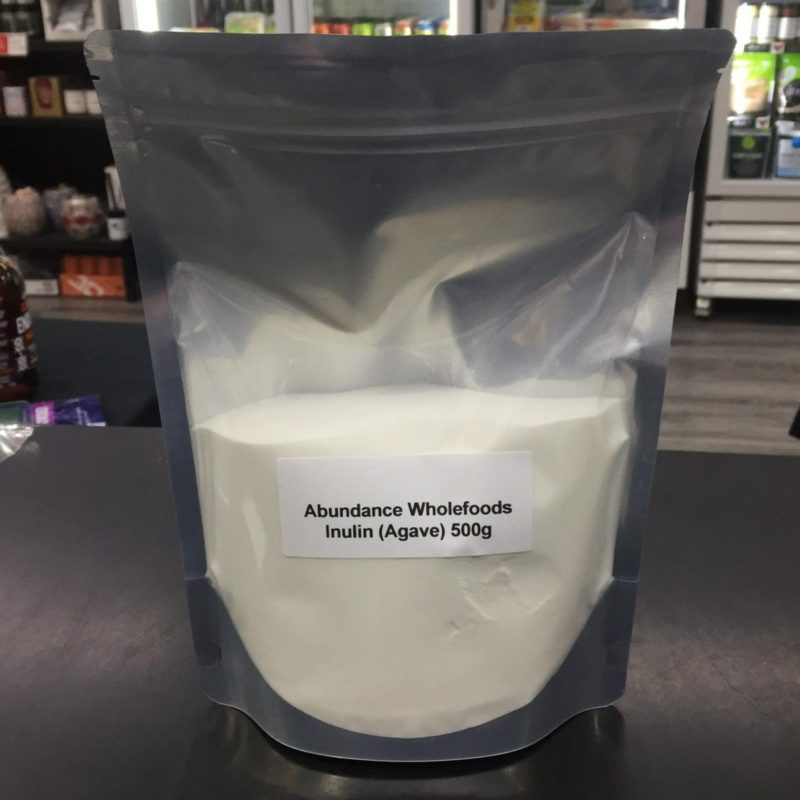 Abundance Wholefoods
Inulin (Agave) 500g